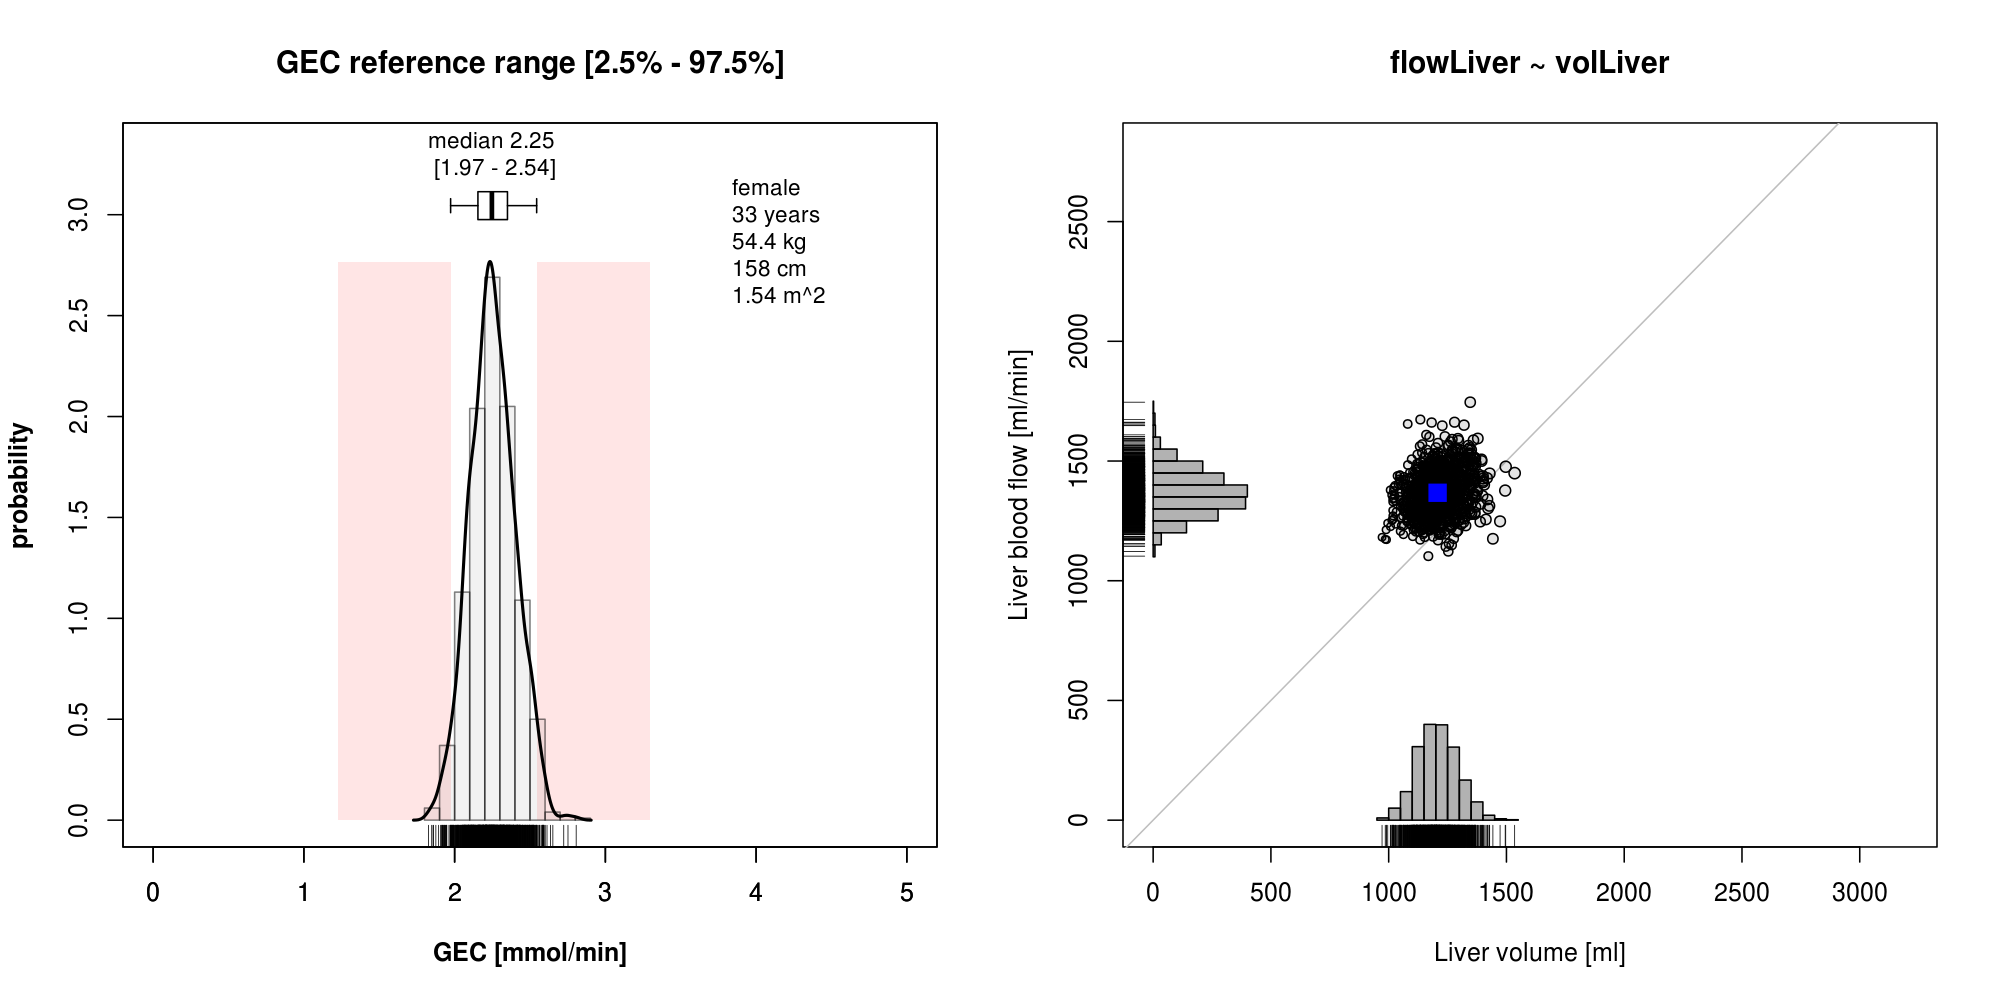 GEC reference range [2.5% - 97.5%]
median 2.25
[1.97 - 2.54]
female
33 years
54.4 kg
158 cm
1.54 m^2
probability
0.0
0.5
1.0
1.5
2.0
2.5
3.0
0 1 2 3 4 5
GEC [mmol/min]
flowLiver ~ volLiver
Liver blood flow [ml/min]
0
500
1000
1500
2000
2500
0 500 1000 1500 2000 2500 3000
Liver volume [ml]